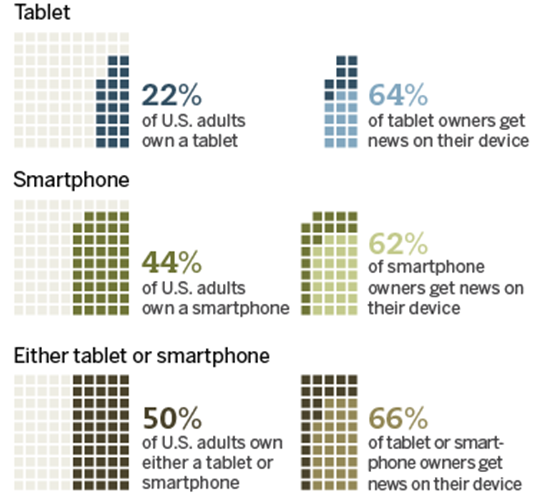 Tablet
22%
of U.S. adults
own a tablet
64%
of tablet owners get
news on their device
Smartphone
44%
of U.S. adults
own a smartphone
62%
of smartphone
owners get news on
their device
Either tablet or smartphone
50%
of U.S. adults own
either a tablet or
smartphone
66%
of tablet or smart-
phone owners get
news on their device